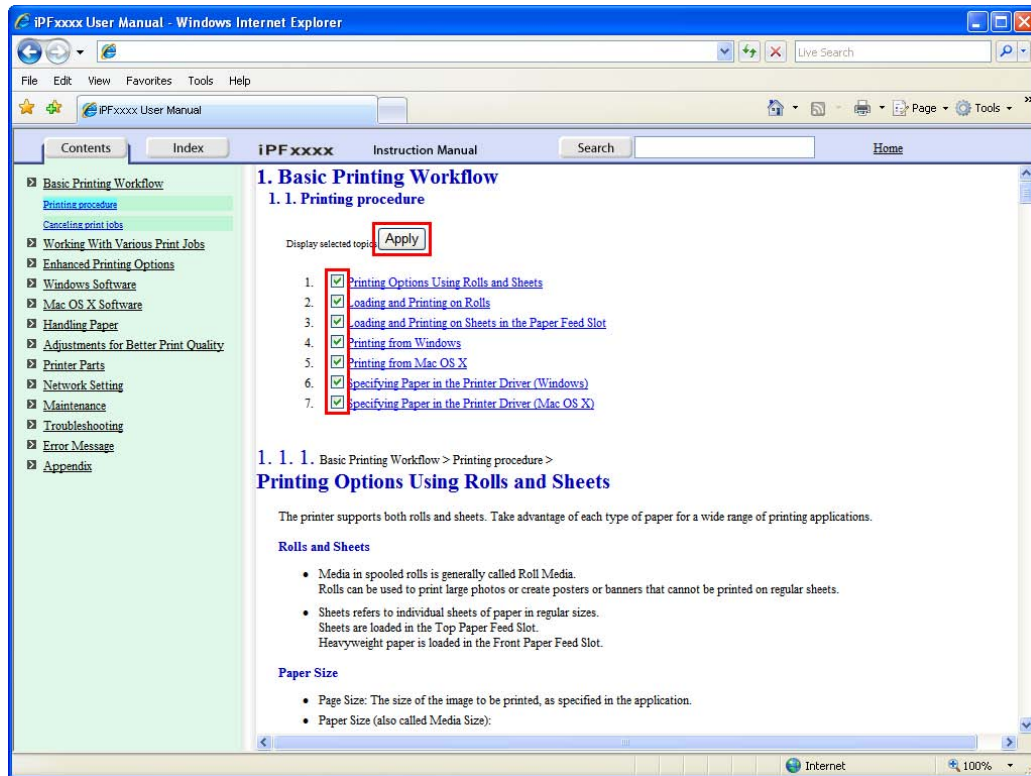 iPFxxxx User Manual - Windows Internet Explorer
Live Search
File Edit View Favorites Tools Help
iPFxxxx User Manual
Page Tools
Contents Index iPFxxxx Instruction Manual Search Home
Basic Printing Workflow
Printing procedure
Canceling print jobs
Working With Various Print Jobs
Enhanced Printing Options
Windows Software
Mac OS X Software
Handling Paper
Adjustments for Better Print Quality
Printer Parts
Network Setting
Maintenance
Troubleshooting
Error Message
Appendix
1. Basic Printing Workflow
1. 1. Printing procedure
Display selected topics Apply
1. Printing Options Using Rolls and Sheets
2. Loading and Printing on Rolls
3. Loading and Printing on Sheets in the Paper Feed Slot
4. Printing from Windows
5. Printing from Mac OS X
6. Specifying Paper in the Printer Driver (Windows)
7. Specifying Paper in the Printer Driver (Mac OS X)
1. 1. 1. Basic Printing Workflow > Printing procedure >
Printing Options Using Rolls and Sheets
The printer supports both rolls and sheets. Take advantage of each type of paper for a wide range of printing applications.
Rolls and Sheets
• Media in spooled rolls is generally called Roll Media.
Rolls can be used to print large photos or create posters or banners that cannot be printed on regular sheets.
• Sheets refers to individual sheets of paper in regular sizes.
Sheets are loaded in the Top Paper Feed Slot.
Heavyweight paper is loaded in the Front Paper Feed Slot.
Paper Size
• Page Size: The size of the image to be printed, as specified in the application.
• Paper Size (also called Media Size):
Internet 100%